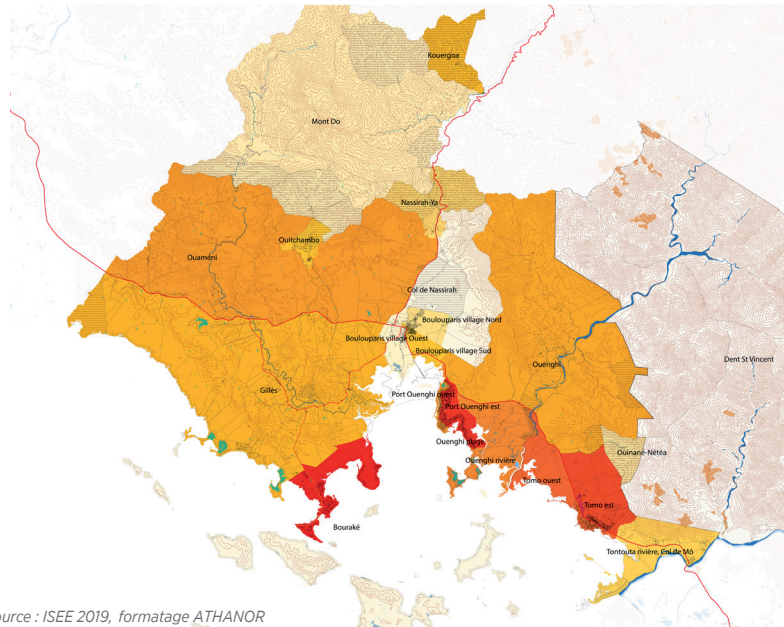 Kouergoa
Mont Do
Nassirah-Ya
Ouitchambo
Ouaméni
Col de Nassirah
Boulouparis village Nord
Boulouparis village Ouest
Boulouparis village Sud
Dent St Vincent
Ouenghi
Gillès
Port Ouenghi ouest
Port Ouenghi est
Ouenghi plage
Ouinané-Nétéa
Ouenghi rivière
Tomo ouest
Tomo est
Bouraké
Tontouta rivière, Col de Mô
ource : ISEE 2019, formatage ATHANOR